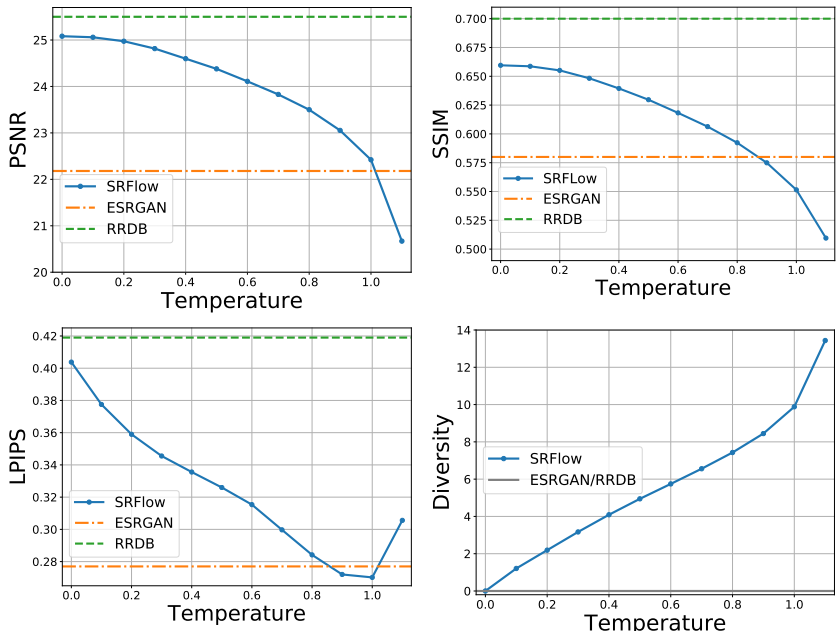 25
24
23
22
21
20
PSNR
SRFlow
ESRGAN
RRDB
0.0 0.2 0.4 0.6 0.8 1.0
Temperature
0.700
0.675
0.650
0.625
0.600
0.575
0.550
0.525
0.500
SSIM
SRFLow
ESRGAN
RRDB
0.0 0.2 0.4 0.6 0.8 1.0
Temperature
0.42
0.40
0.38
0.36
0.34
0.32
0.30
0.28
LPIPS
SRFlow
ESRGAN
RRDB
0.0 0.2 0.4 0.6 0.8 1.0
Temperature
14
12
10
8
6
4
2
0
Diversity
SRFlow
ESRGAN/RRDB
0.0 0.2 0.4 0.6 0.8 1.0
Temperature